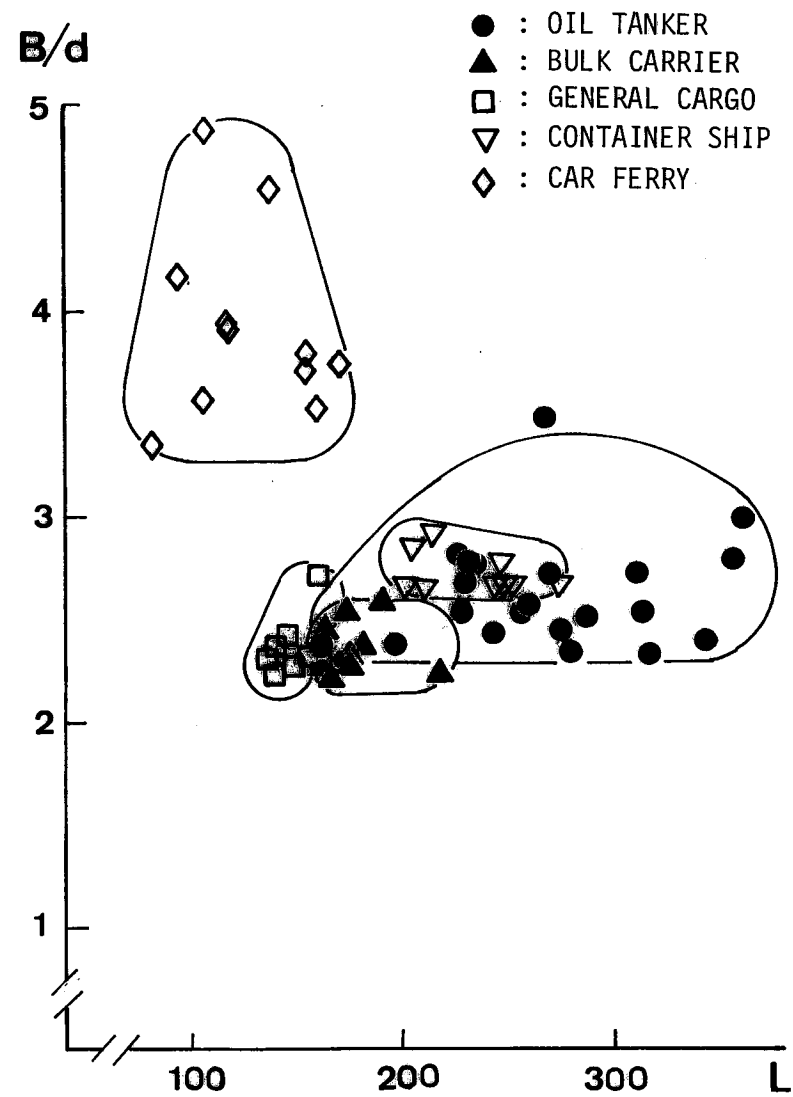 B/d
● : OIL TANKER
▲ : BULK CARRIER
□ : GENERAL CARGO
▽ : CONTAINER SHIP
◇ : CAR FERRY
5
4
3
2
1
100 200 300 L